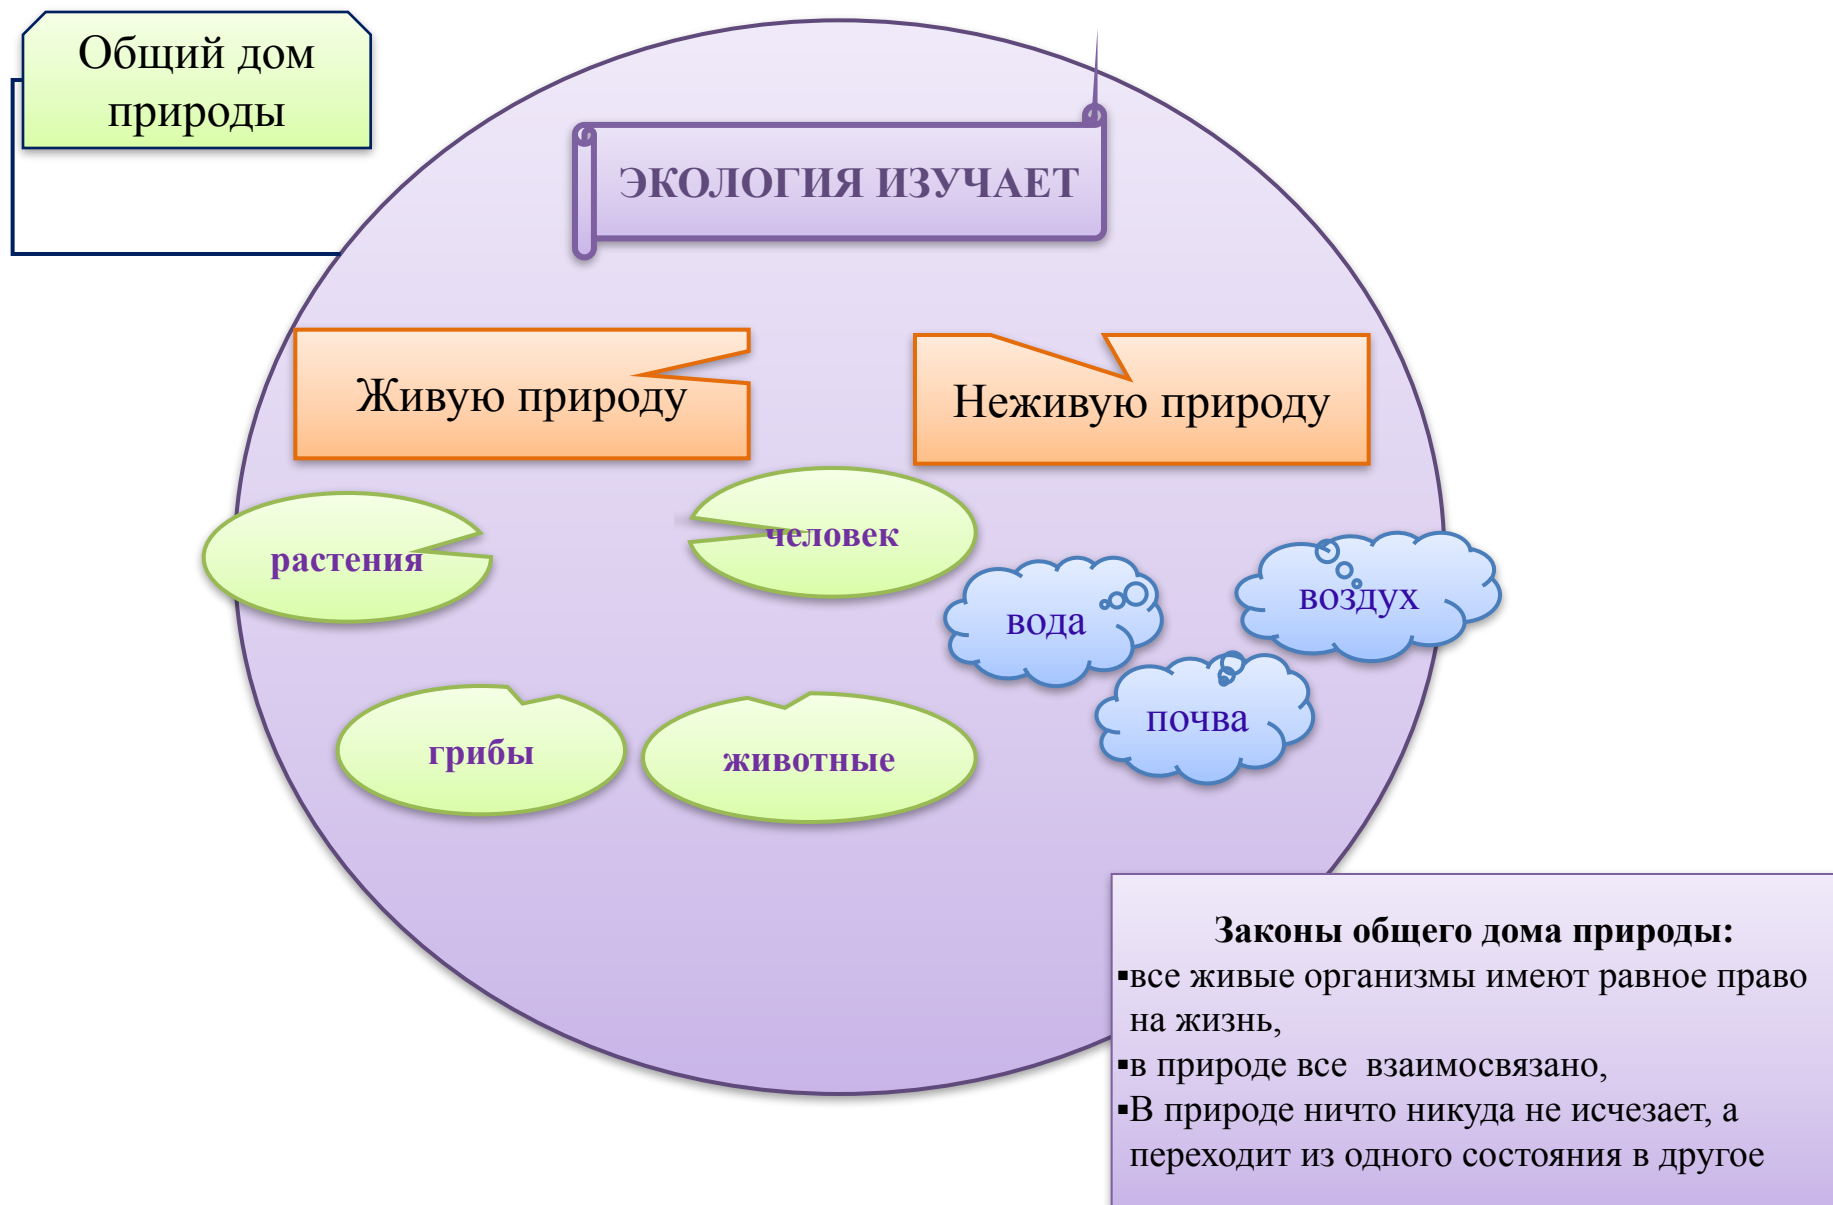 Общий дом
природы
ЭКОЛОГИЯ ИЗУЧАЕТ
Живую природу
Неживую природу
растения
человек
вода
воздух
почва
грибы
животные
Законы общего дома природы:
▪все живые организмы имеют равное право
на жизнь,
▪в природе все взаимосвязано,
▪В природе ничто никуда не исчезает, а
переходит из одного состояния в другое